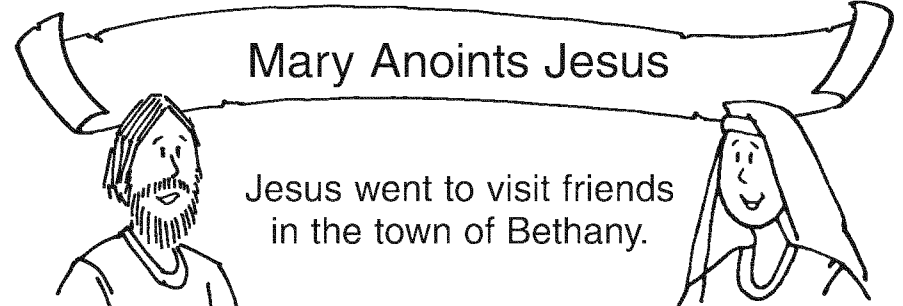 Mary Anoints Jesus
Jesus went to visit friends
in the town of Bethany.